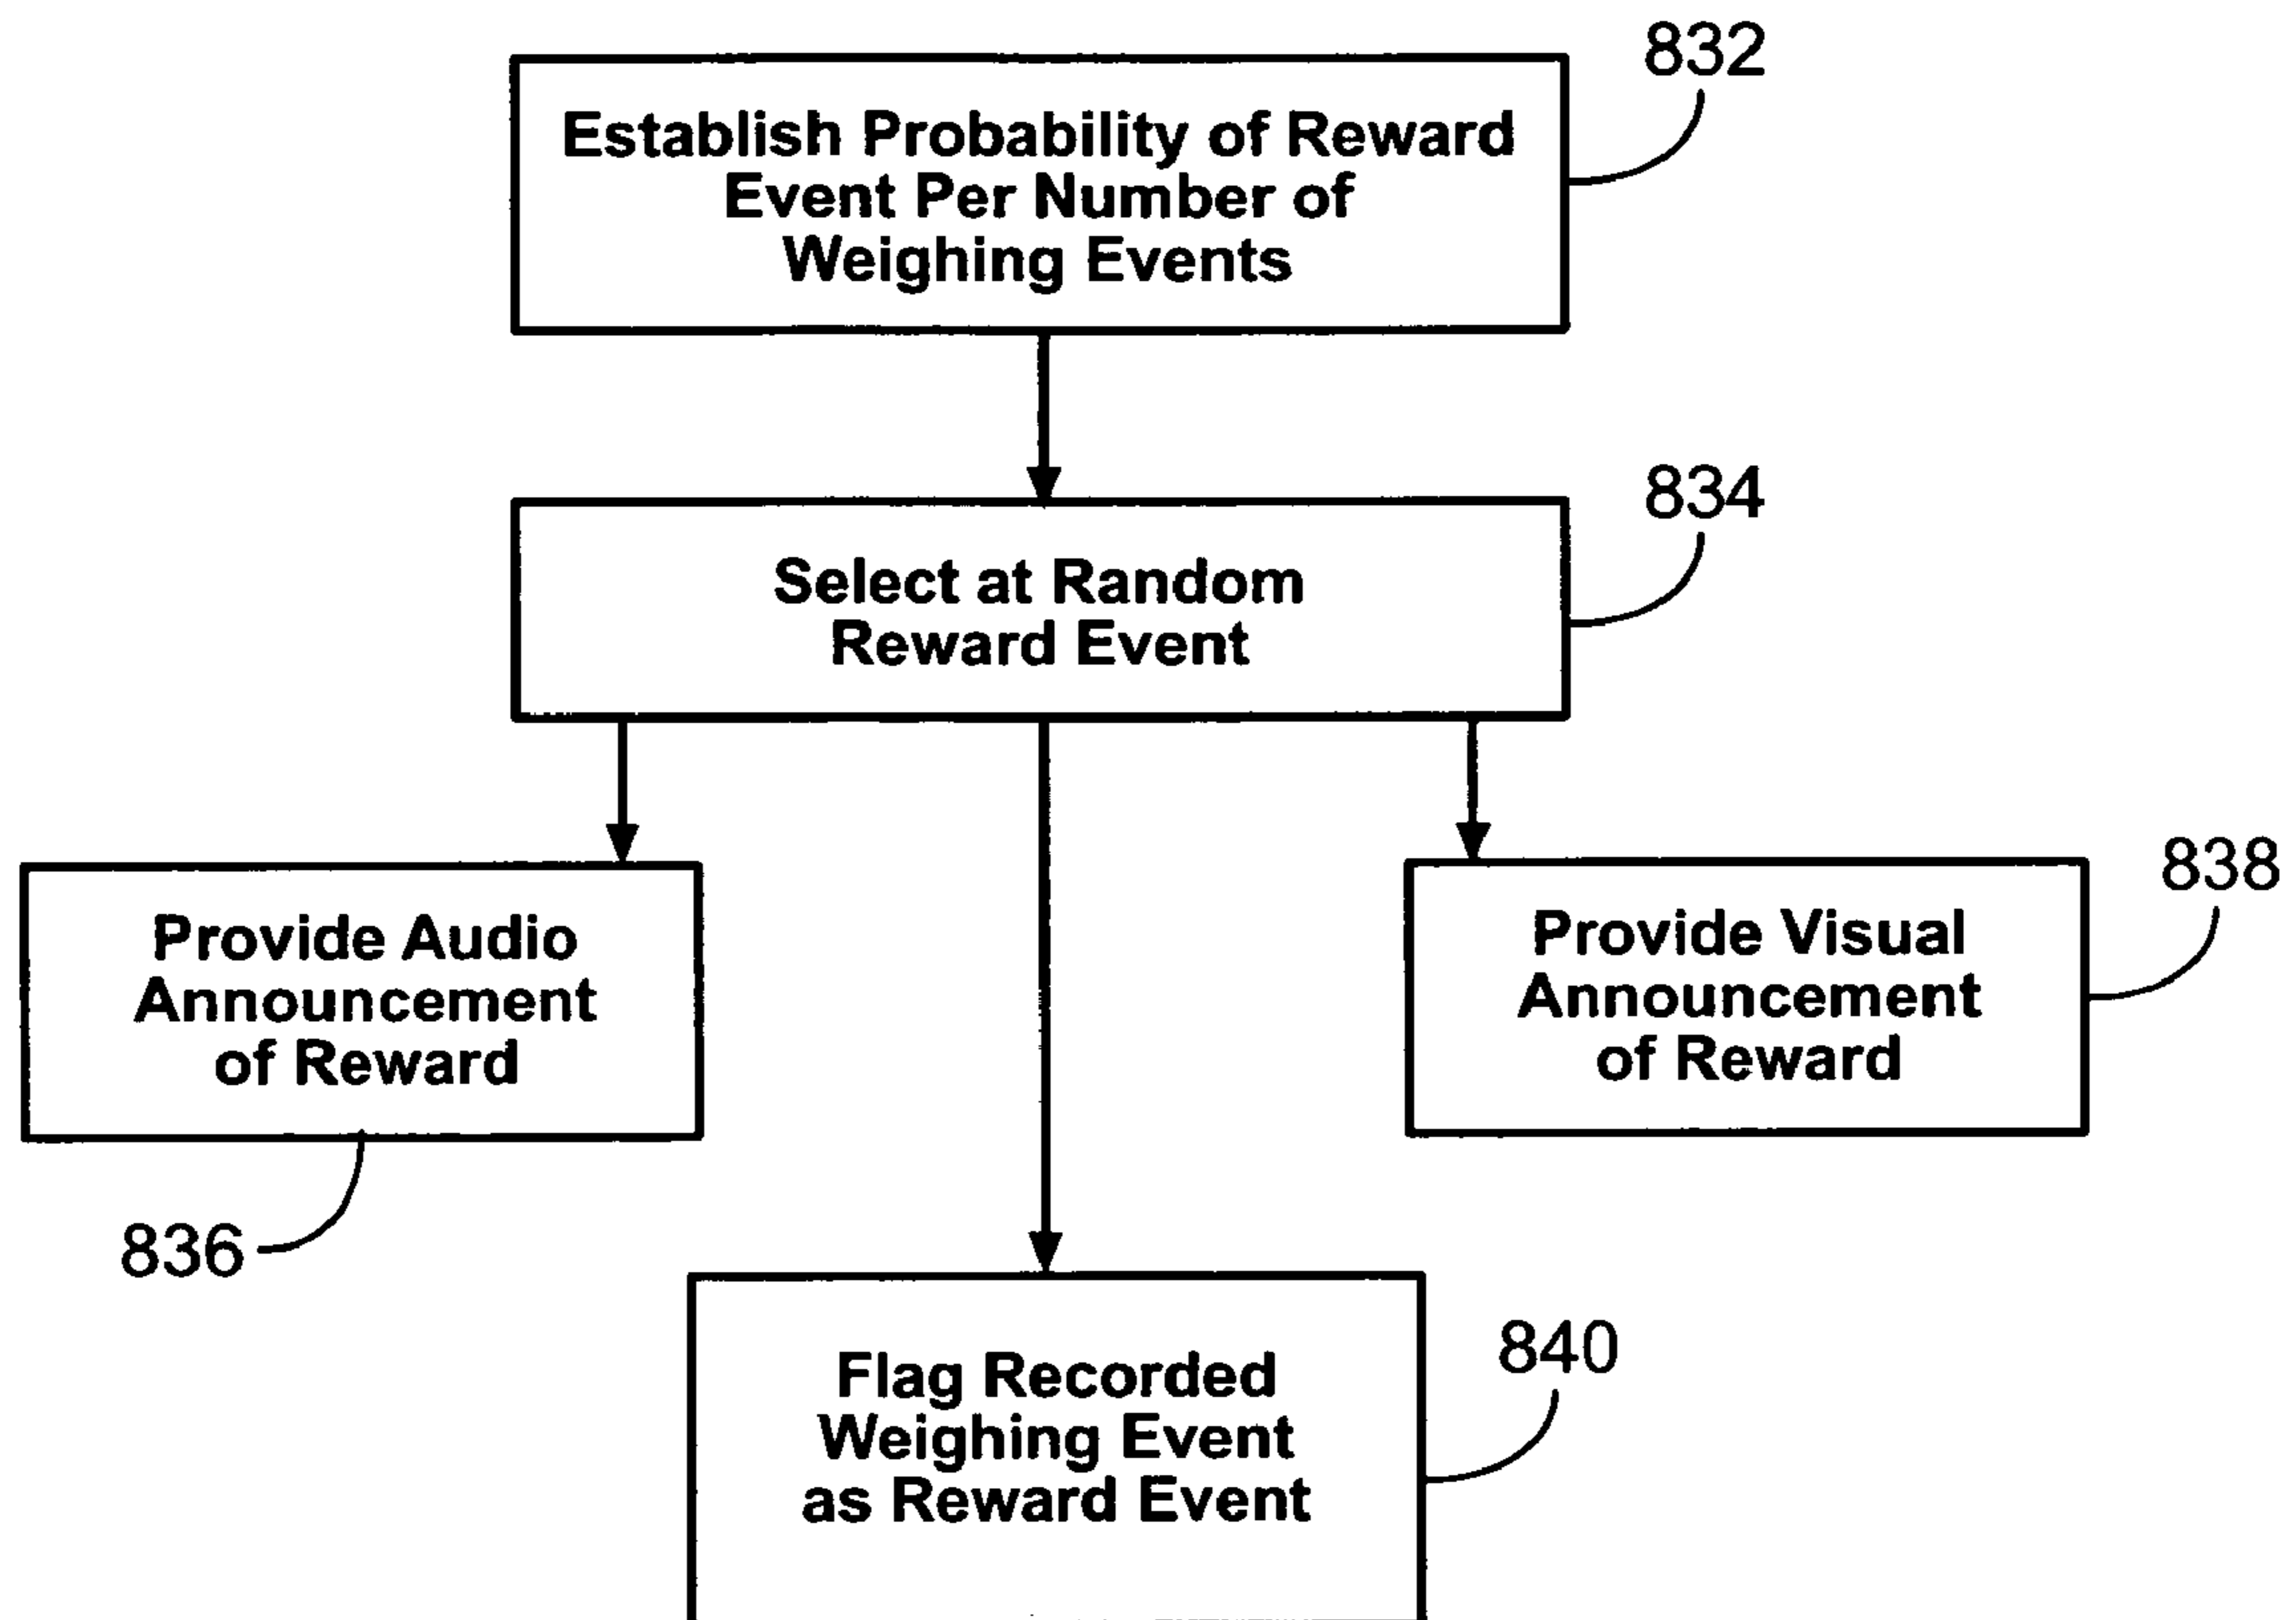 832
Establish Probability of Reward
Event Per Number of
Weighing Events
834
Select at Random
Reward Event
838
Provide Audio
Announcement
of Reward
Provide Visual
Announcement
of Reward
836
840
Flag Recorded
Weighing Event
as Reward Event